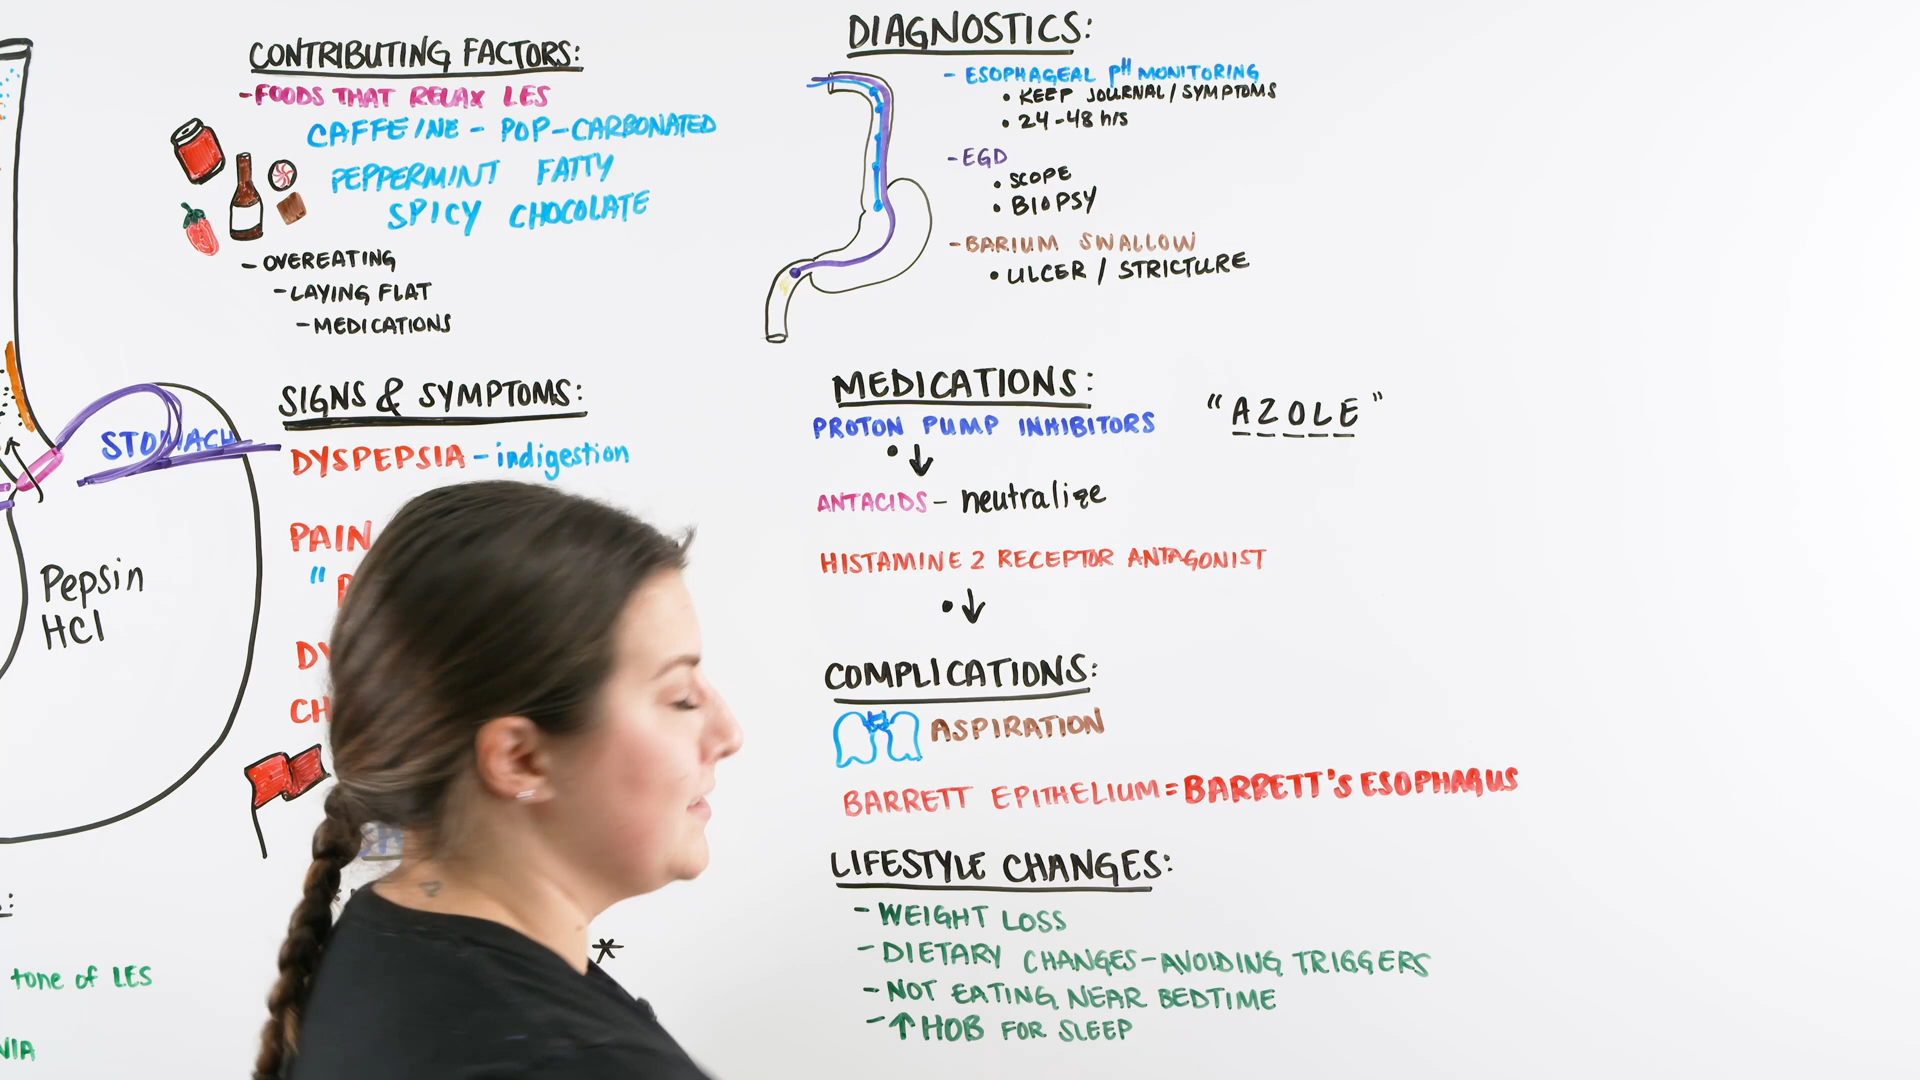 CONTRIBUTING FACTORS:
-FOODS THAT RELAX LES
CAFFEINE - POP-CARBONATED
PEPPERMINT FATTY
SPICY CHOCOLATE
- OVEREATING
- LAYING FLAT
- MEDICATIONS
SIGNS & SYMPTOMS:
DYSPEPSIA - indigestion
PAIN
"
DY
CH
*
STOMACH
Pepsin
HCl
tone of LES
DIAGNOSTICS:
- ESOPHAGEAL pH MONITORING
• KEEP JOURNAL / SYMPTOMS
• 24-48 hrs
- EGD
• SCOPE
• BIOPSY
- BARIUM SWALLOW
• ULCER / STRICTURE
MEDICATIONS:
PROTON PUMP INHIBITORS "AZOLE"
• ↓
ANTACIDS - neutralize
HISTAMINE 2 RECEPTOR ANTAGONIST
• ↓
COMPLICATIONS:
ASPIRATION
BARRETT EPITHELIUM = BARRETT'S ESOPHAGUS
LIFESTYLE CHANGES:
- WEIGHT LOSS
- DIETARY CHANGES - AVOIDING TRIGGERS
- NOT EATING NEAR BEDTIME
- ↑ HOB FOR SLEEP